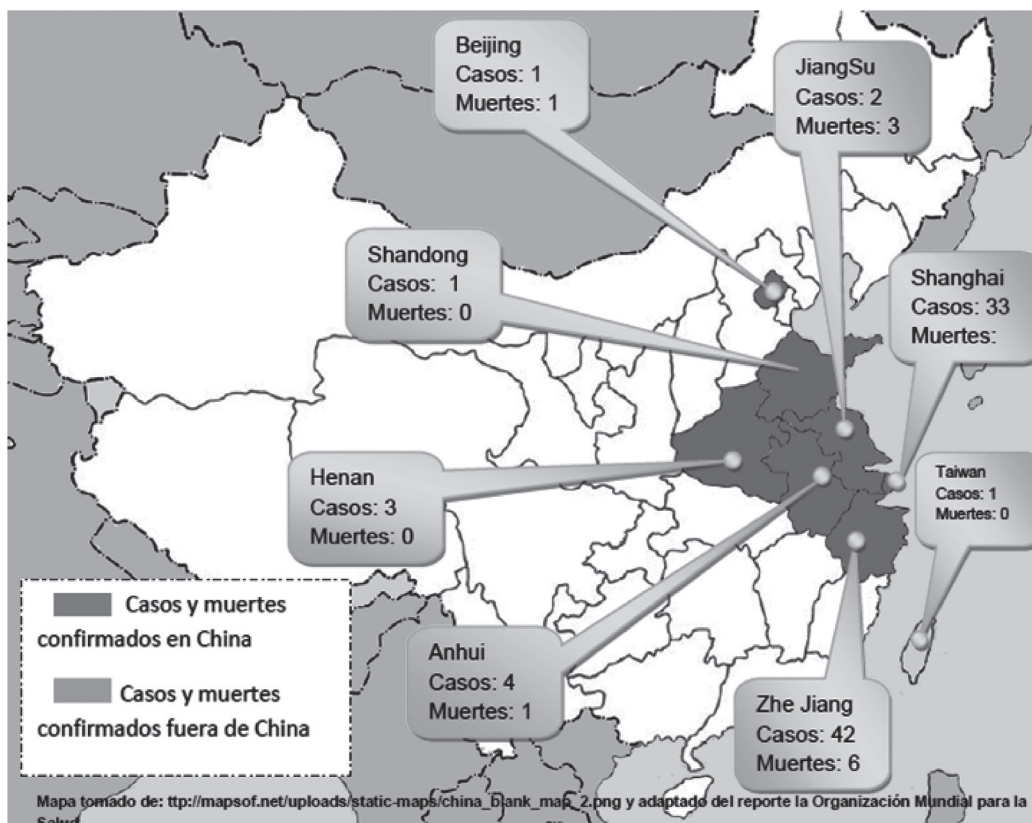 Beijing
Casos: 1
Muertes: 1
JiangSu
Casos: 2
Muertes: 3
Shandong
Casos: 1
Muertes: 0
Shanghai
Casos: 33
Muertes:
Henan
Casos: 3
Muertes: 0
Taiwan
Casos: 1
Muertes: 0
Anhui
Casos: 4
Muertes: 1
Zhe Jiang
Casos: 42
Muertes: 6
Casos y muertes
confirmados en China
Casos y muertes
confirmados fuera de China
Mapa tomado de: ttp://mapsof.net/uploads/static-maps/china_blank_map_2.png y adaptado del reporte la Organización Mundial para la
Salud